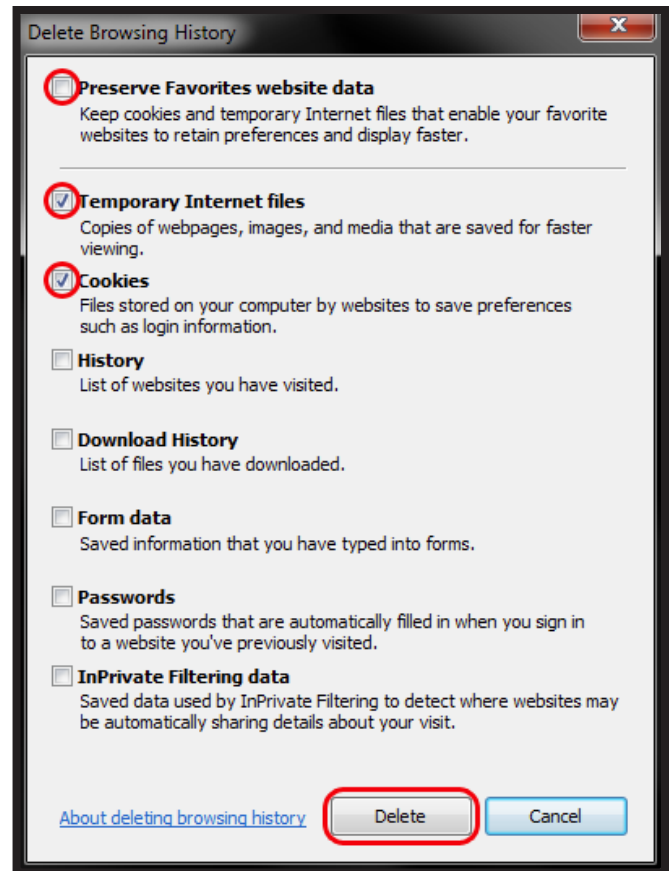 Delete Browsing History
Preserve Favorites website data
Keep cookies and temporary Internet files that enable your favorite
websites to retain preferences and display faster.
Temporary Internet files
Copies of webpages, images, and media that are saved for faster
viewing.
Cookies
Files stored on your computer by websites to save preferences
such as login information.
History
List of websites you have visited.
Download History
List of files you have downloaded.
Form data
Saved information that you have typed into forms.
Passwords
Saved passwords that are automatically filled in when you sign in
to a website you've previously visited.
InPrivate Filtering data
Saved data used by InPrivate Filtering to detect where websites may
be automatically sharing details about your visit.
About deleting browsing history Delete Cancel